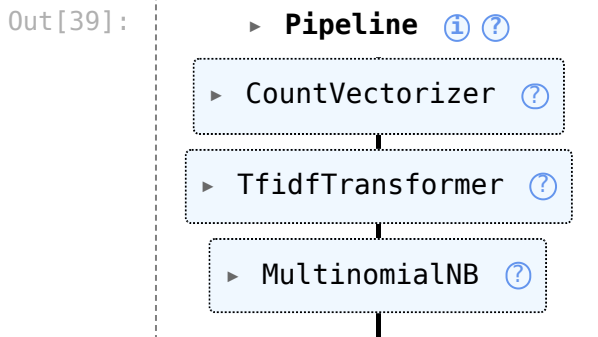 Out[39]:
▸ Pipeline i ?
▸ CountVectorizer ?
▸ TfidfTransformer ?
▸ MultinomialNB ?